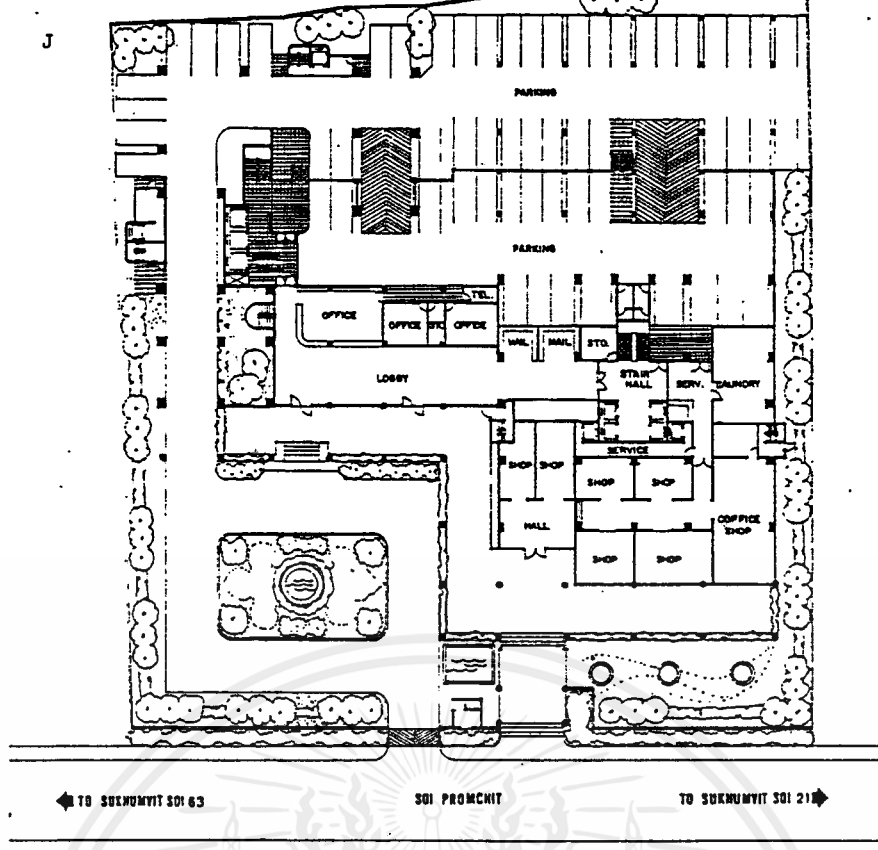 J
PARKING
PARKING
TEL.
OFFICE
OFFICE
STO.
OFFICE
MAIL
MAIL
STO.
LOBBY
STAIR
HALL
SERV.
LAUNDRY
SERVICE
SHOP
SHOP
SHOP
SHOP
HALL
COFFICE
SHOP
SHOP
SHOP
TO SUKHUMVIT SOI 63
SOI PROMCHIT
TO SUKHUMVIT SOI 21